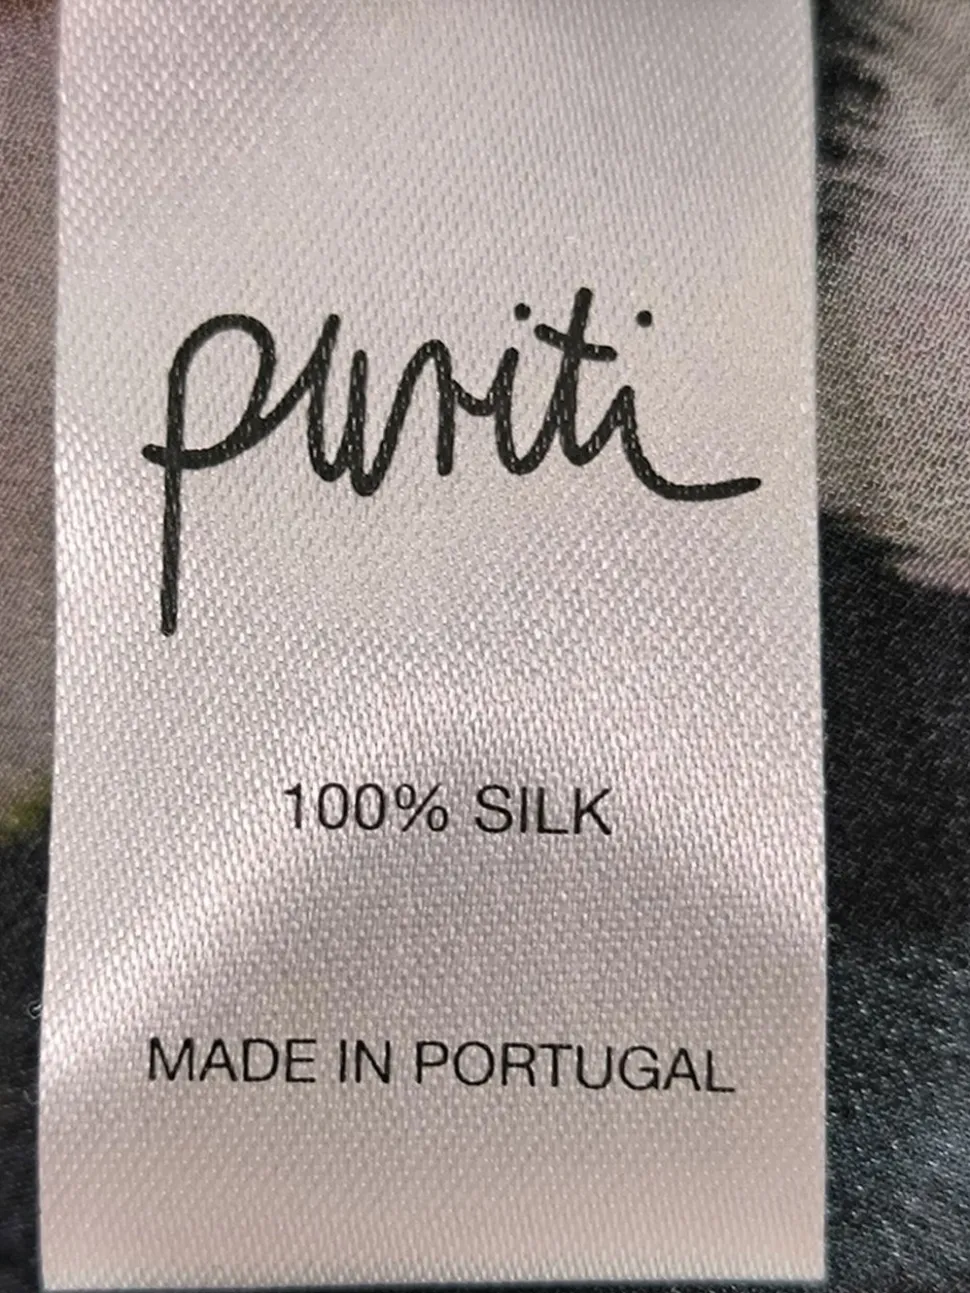 puriti
100% SILK
MADE IN PORTUGAL